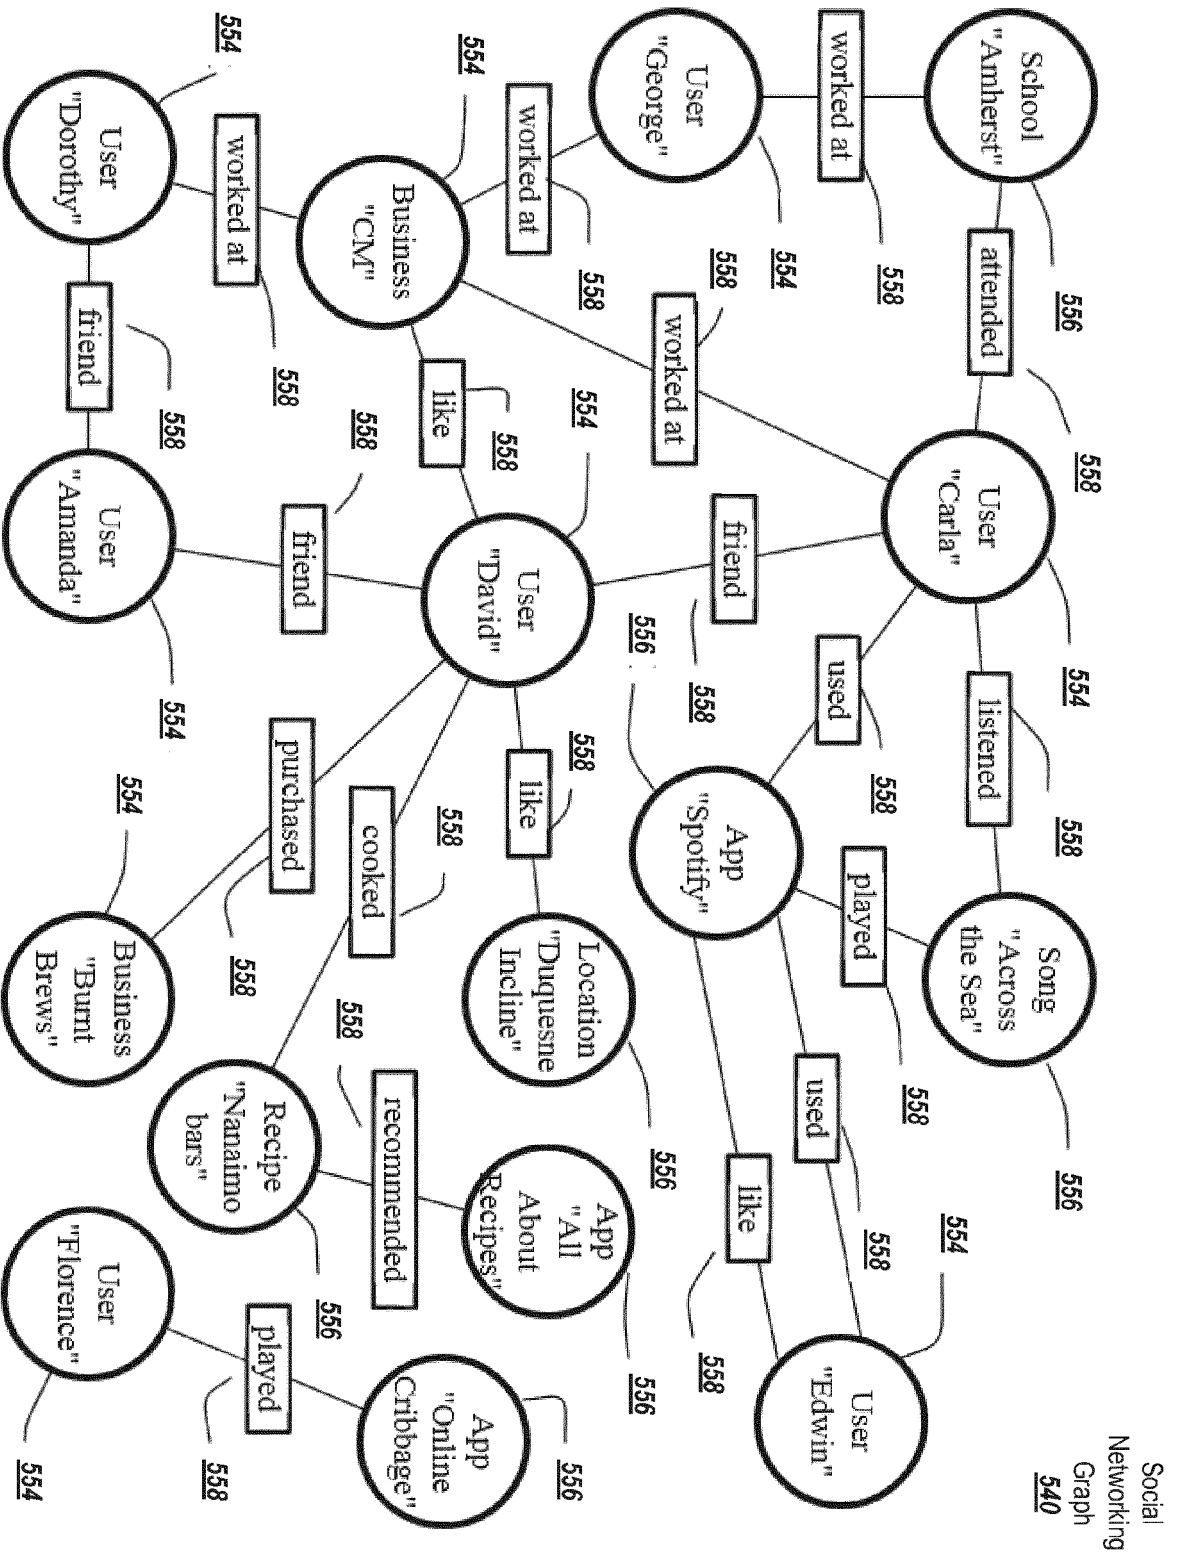 Social
Networking
Graph
540
School
"Amherst"
556
attended
558
User
"Carla"
554
listened
558
Song
"Across
the Sea"
556
worked at
558
used
558
played
558
used
558
User
"Edwin"
554
User
"George"
554
558
worked at
friend
558
556
App
"Spotify"
like
558
554
worked at
558
554
User
"David"
like
558
Location
"Duquesne
Incline"
556
App
"All
About
Recipes"
556
Business
"CM"
like
558
558
cooked
558
recommended
558
App
"Online
Cribbage"
556
554
worked at
558
friend
558
purchased
558
Recipe
"Nanaimo
bars"
556
played
558
User
"Dorothy"
friend
558
User
"Amanda"
554
554
Business
"Burnt
Brews"
User
"Florence"
554